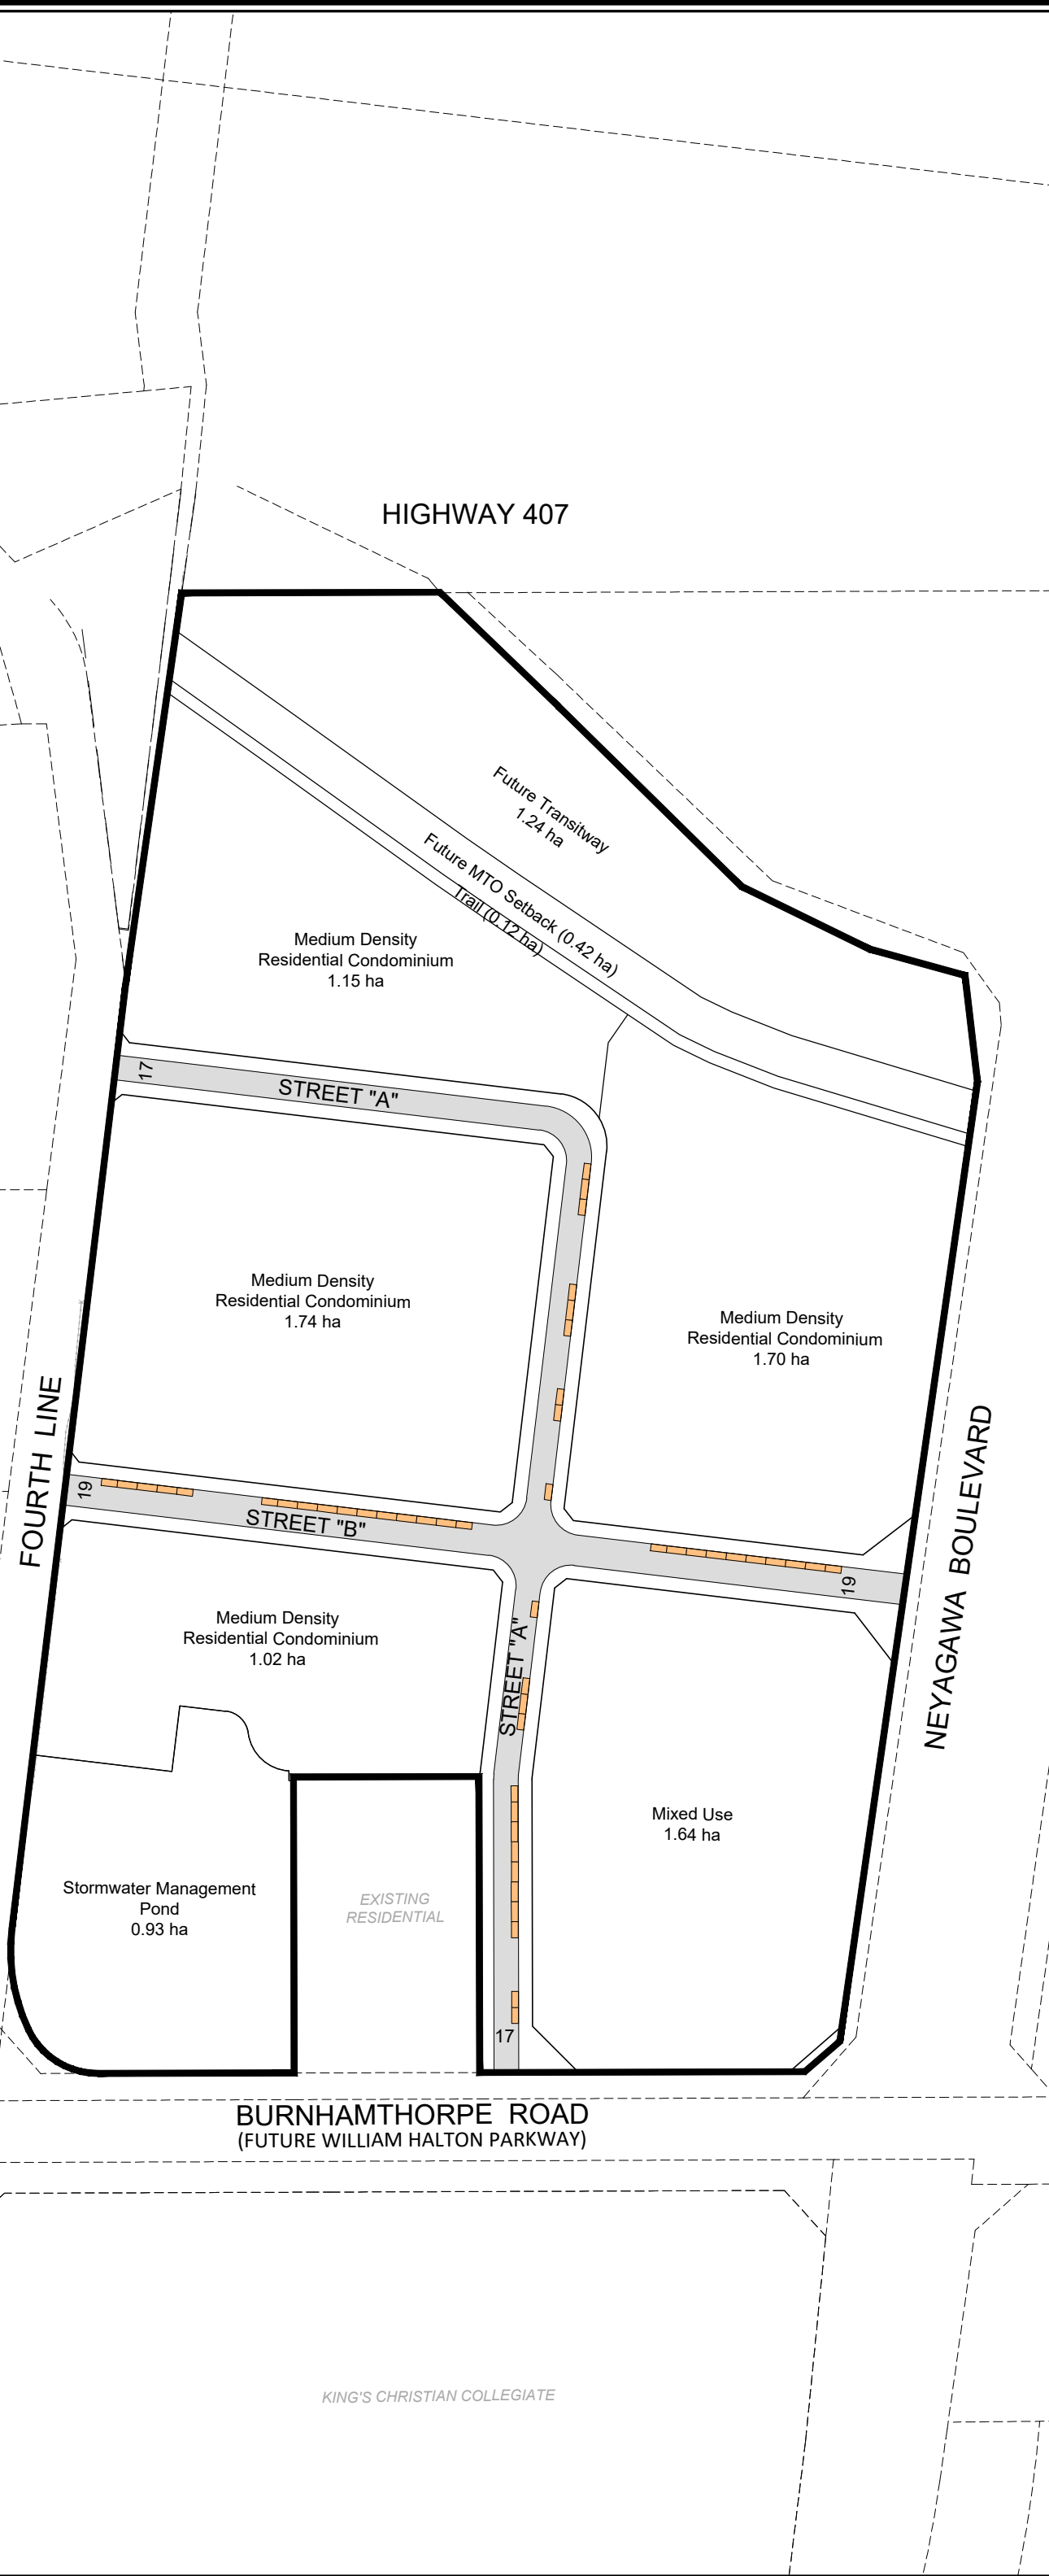 HIGHWAY 407
Future Transitway
1.24 ha
Future MTO Setback (0.42 ha)
Trail (0.12 ha)
Medium Density
Residential Condominium
1.15 ha
17
STREET "A"
Medium Density
Residential Condominium
1.74 ha
Medium Density
Residential Condominium
1.70 ha
FOURTH LINE
NEYAGAWA BOULEVARD
19
STREET "B"
19
Medium Density
Residential Condominium
1.02 ha
STREET "A"
Mixed Use
1.64 ha
Stormwater Management
Pond
0.93 ha
EXISTING
RESIDENTIAL
17
BURNHAMTHORPE ROAD
(FUTURE WILLIAM HALTON PARKWAY)
KING'S CHRISTIAN COLLEGIATE